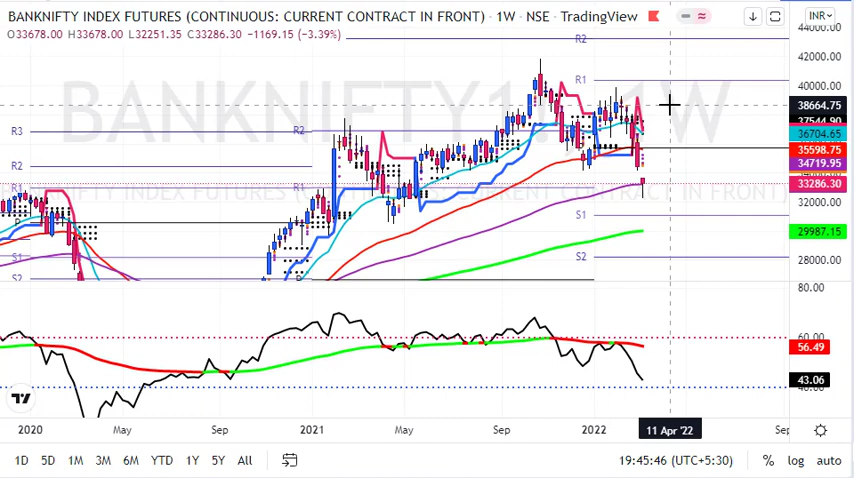 BANKNIFTY INDEX FUTURES (CONTINUOUS: CURRENT CONTRACT IN FRONT) · 1W · NSE · TradingView
INR
O33678.00 H33678.00 L32251.35 C33286.30 -1169.15 (-3.39%)
44000.00
R2
42000.00
R1
40000.00
38664.75
37544.90
R3
R2
36704.65
35598.75
R2
34719.95
R1
R1
33286.30
32000.00
S1
29987.15
S1
S2
28000.00
S2
80.00
60.00
56.49
43.06
2020
May
Sep
2021
May
Sep
2022
11 Apr '22
1D 5D 1M 3M 6M YTD 1Y 5Y All
19:45:46 (UTC+5:30)
% log auto